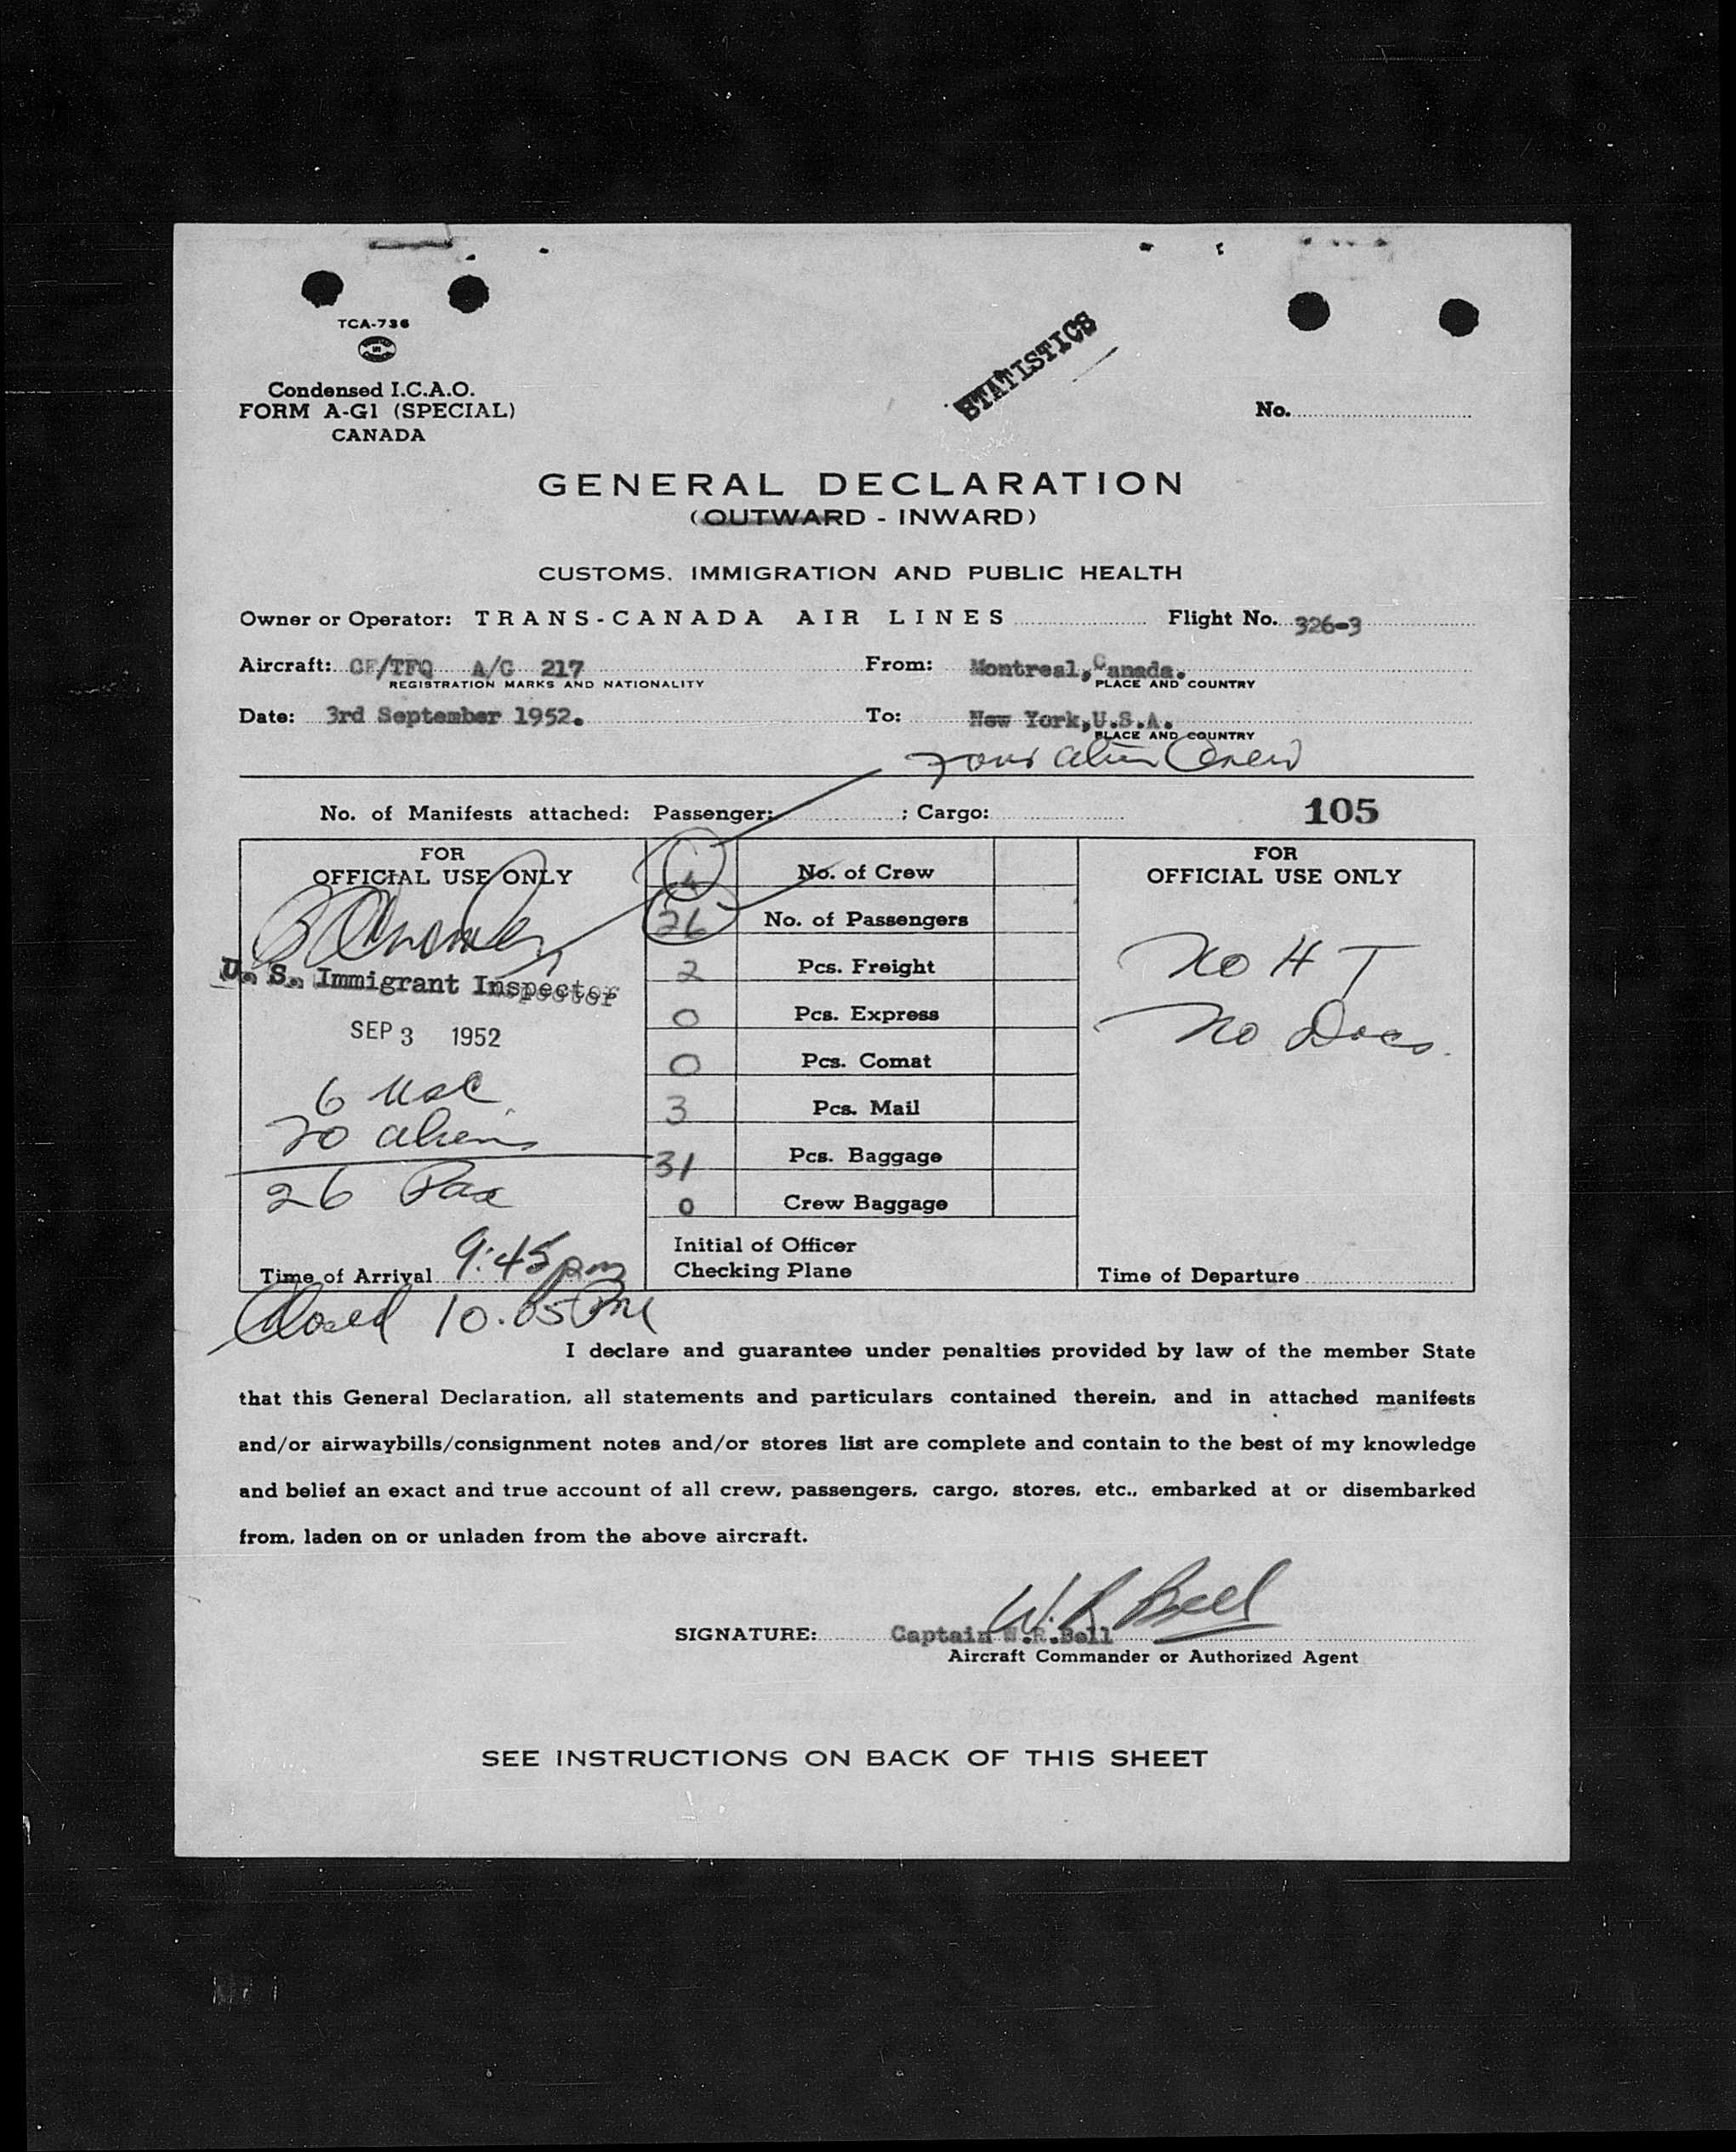 TCA-736
Condensed I.C.A.O.
FORM A-G1 (SPECIAL)
CANADA
STATISTICS
No.
GENERAL DECLARATION
(OUTWARD - INWARD)
CUSTOMS, IMMIGRATION AND PUBLIC HEALTH
Owner or Operator: TRANS-CANADA AIR LINES Flight No. 326-3
Aircraft: CF/TFQ A/C 217 From: Montreal, Canada.
REGISTRATION MARKS AND NATIONALITY PLACE AND COUNTRY
Date: 3rd September 1952. To: New York,U.S.A.
PLACE AND COUNTRY
Four alien Crew
No. of Manifests attached: Passenger: ; Cargo: 105
FOR
OFFICIAL USE ONLY
U. S. Immigrant Inspector
SEP 3 1952
6 USC
20 aliens
26 Pax
Time of Arrival 9:45 pm
Closed 10.05 PM
4 No. of Crew
26 No. of Passengers
2 Pcs. Freight
0 Pcs. Express
0 Pcs. Comat
3 Pcs. Mail
31 Pcs. Baggage
0 Crew Baggage
Initial of Officer
Checking Plane
FOR
OFFICIAL USE ONLY
No H T
No Docs.
Time of Departure
I declare and guarantee under penalties provided by law of the member State
that this General Declaration, all statements and particulars contained therein, and in attached manifests
and/or airwaybills/consignment notes and/or stores list are complete and contain to the best of my knowledge
and belief an exact and true account of all crew, passengers, cargo, stores, etc., embarked at or disembarked
from, laden on or unladen from the above aircraft.
W. R Bell
SIGNATURE: Captain W.R.Bell
Aircraft Commander or Authorized Agent
SEE INSTRUCTIONS ON BACK OF THIS SHEET